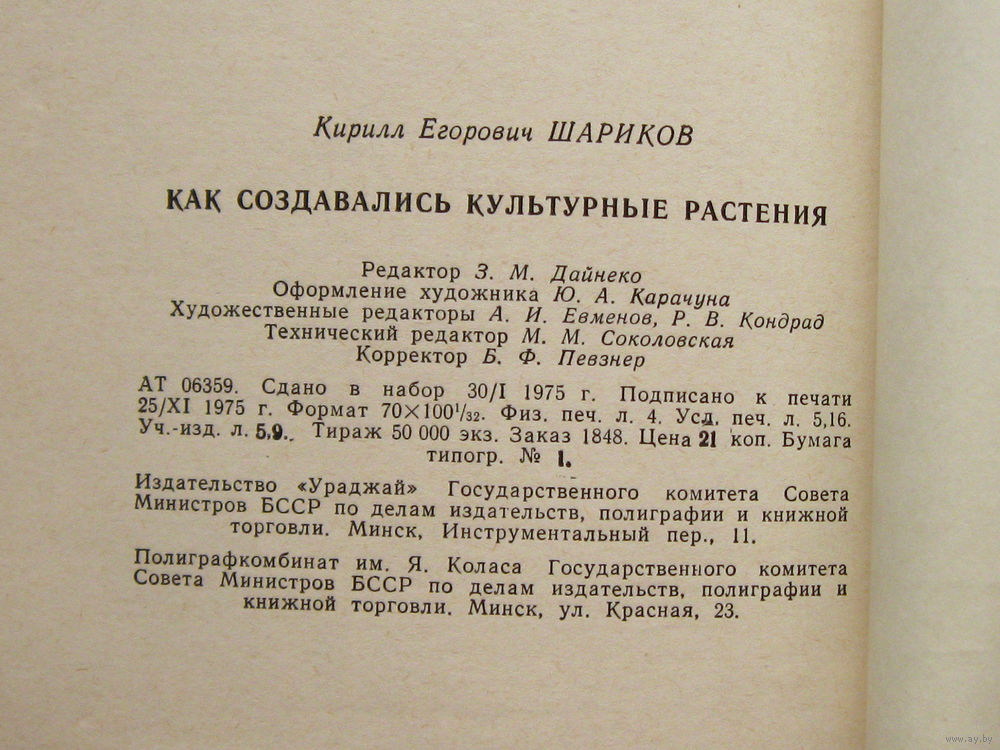 Кирилл Егорович ШАРИКОВ
КАК СОЗДАВАЛИСЬ КУЛЬТУРНЫЕ РАСТЕНИЯ
Редактор З. М. Дайнеко
Оформление художника Ю. А. Карачуна
Художественные редакторы А. И. Евменов, Р. В. Кондрад
Технический редактор М. М. Соколовская
Корректор Б. Ф. Певзнер
АТ 06359. Сдано в набор 30/I 1975 г. Подписано к печати
25/XI 1975 г. Формат 70×100¹/₃₂. Физ. печ. л. 4. Усл. печ. л. 5,16.
Уч.-изд. л. 5,9. Тираж 50 000 экз. Заказ 1848. Цена 21 коп. Бумага
типогр. № 1.
Издательство «Ураджай» Государственного комитета Совета
Министров БССР по делам издательств, полиграфии и книжной
торговли. Минск, Инструментальный пер., 11.
Полиграфкомбинат им. Я. Коласа Государственного комитета
Совета Министров БССР по делам издательств, полиграфии и
книжной торговли. Минск, ул. Красная, 23.
www.ay.by